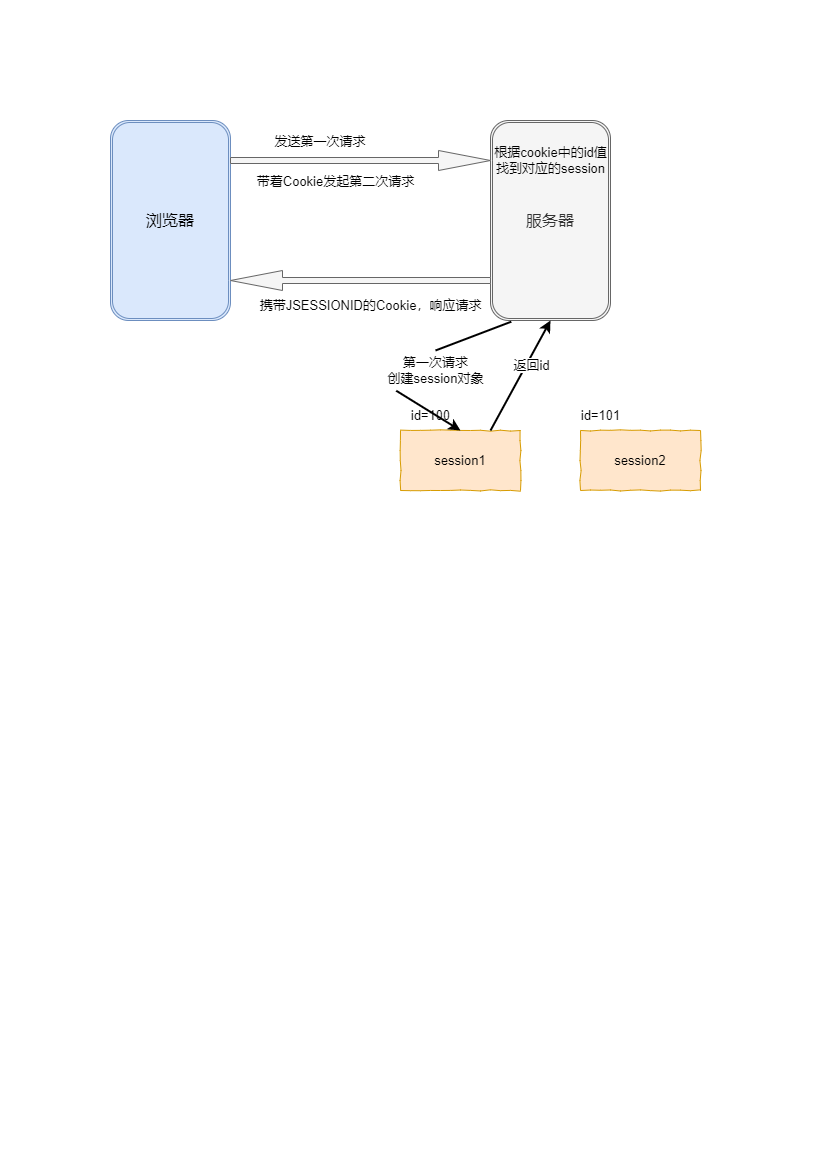 发送第一次请求
带着Cookie发起第二次请求
根据cookie中的id值
找到对应的session
浏览器
服务器
携带JSESSIONID的Cookie，响应请求
第一次请求
创建session对象
返回id
id=100
id=101
session1
session2